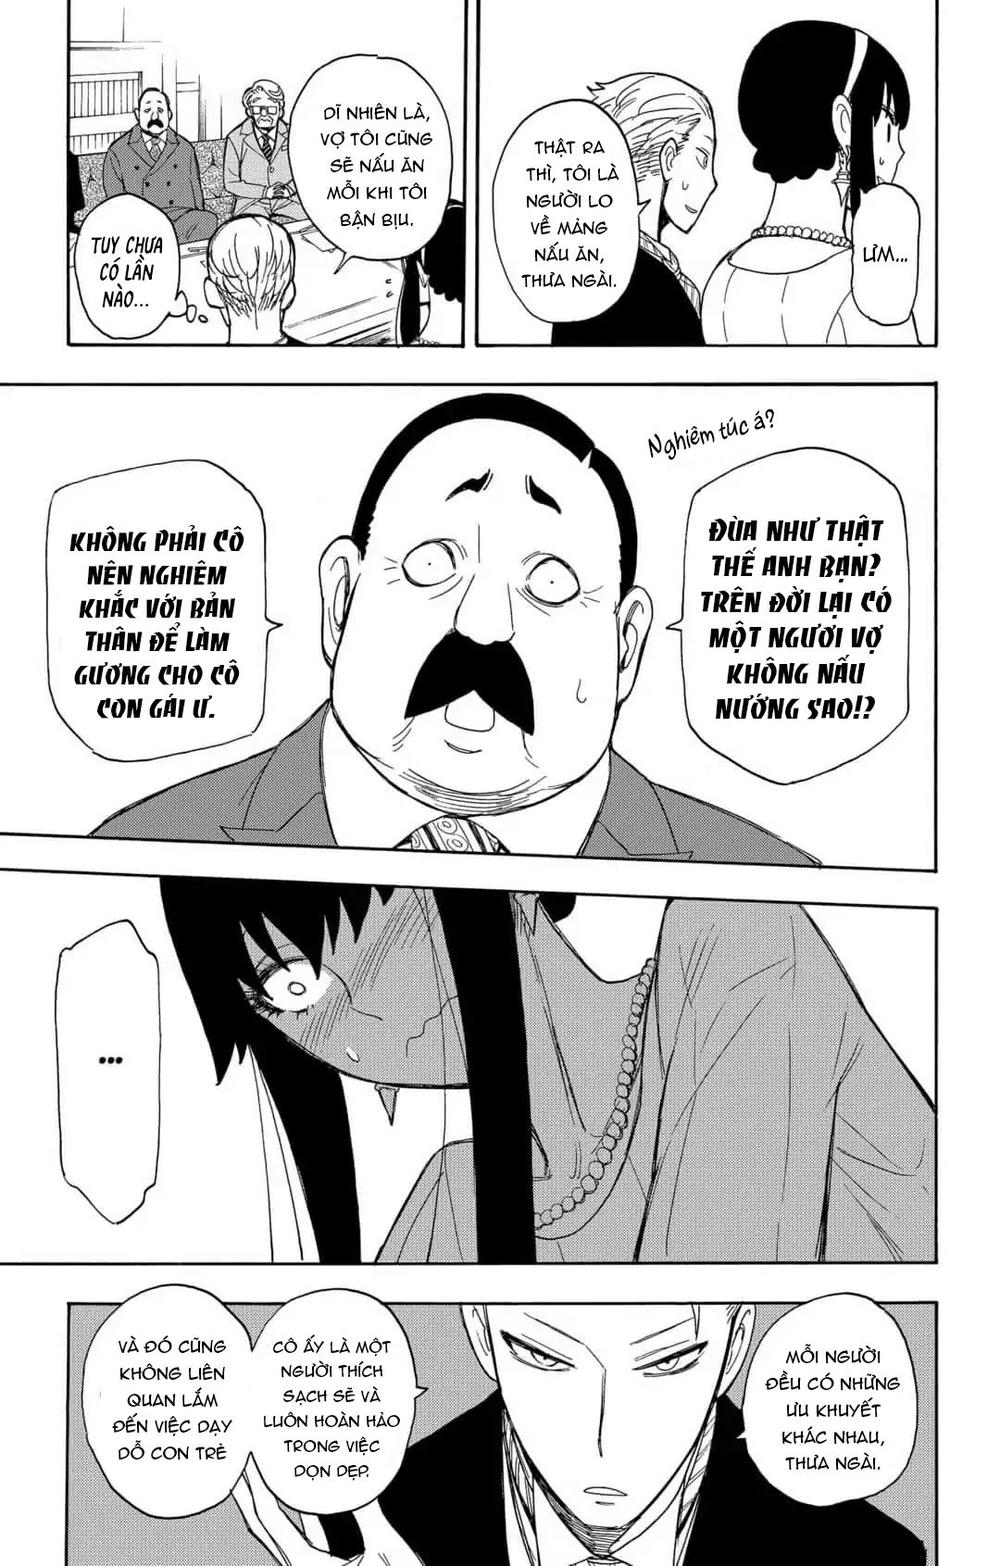 ƯM...
THẬT RA
THÌ, TÔI LÀ
NGƯỜI LO
VỀ MẢNG
NẤU ĂN,
THƯA NGÀI.
DĨ NHIÊN LÀ,
VỢ TÔI CŨNG
SẼ NẤU ĂN
MỖI KHI TÔI
BẬN BỊU.
TUY CHƯA
CÓ LẦN
NÀO...
Nghiêm túc á?
ĐÙA NHƯ THẬT
THẾ ANH BẠN?
TRÊN ĐỜI LẠI CÓ
MỘT NGƯỜI VỢ
KHÔNG NẤU
NƯỚNG SAO!?
KHÔNG PHẢI CÔ
NÊN NGHIÊM
KHẮC VỚI BẢN
THÂN ĐỂ LÀM
GƯƠNG CHO CÔ
CON GÁI Ư.
...
MỖI NGƯỜI
ĐỀU CÓ NHỮNG
ƯU KHUYẾT
KHÁC NHAU,
THƯA NGÀI.
CÔ ẤY LÀ MỘT
NGƯỜI THÍCH
SẠCH SẼ VÀ
LUÔN HOÀN HẢO
TRONG VIỆC
DỌN DẸP.
VÀ ĐÓ CŨNG
KHÔNG LIÊN
QUAN LẮM
ĐẾN VIỆC DẠY
DỖ CON TRẺ